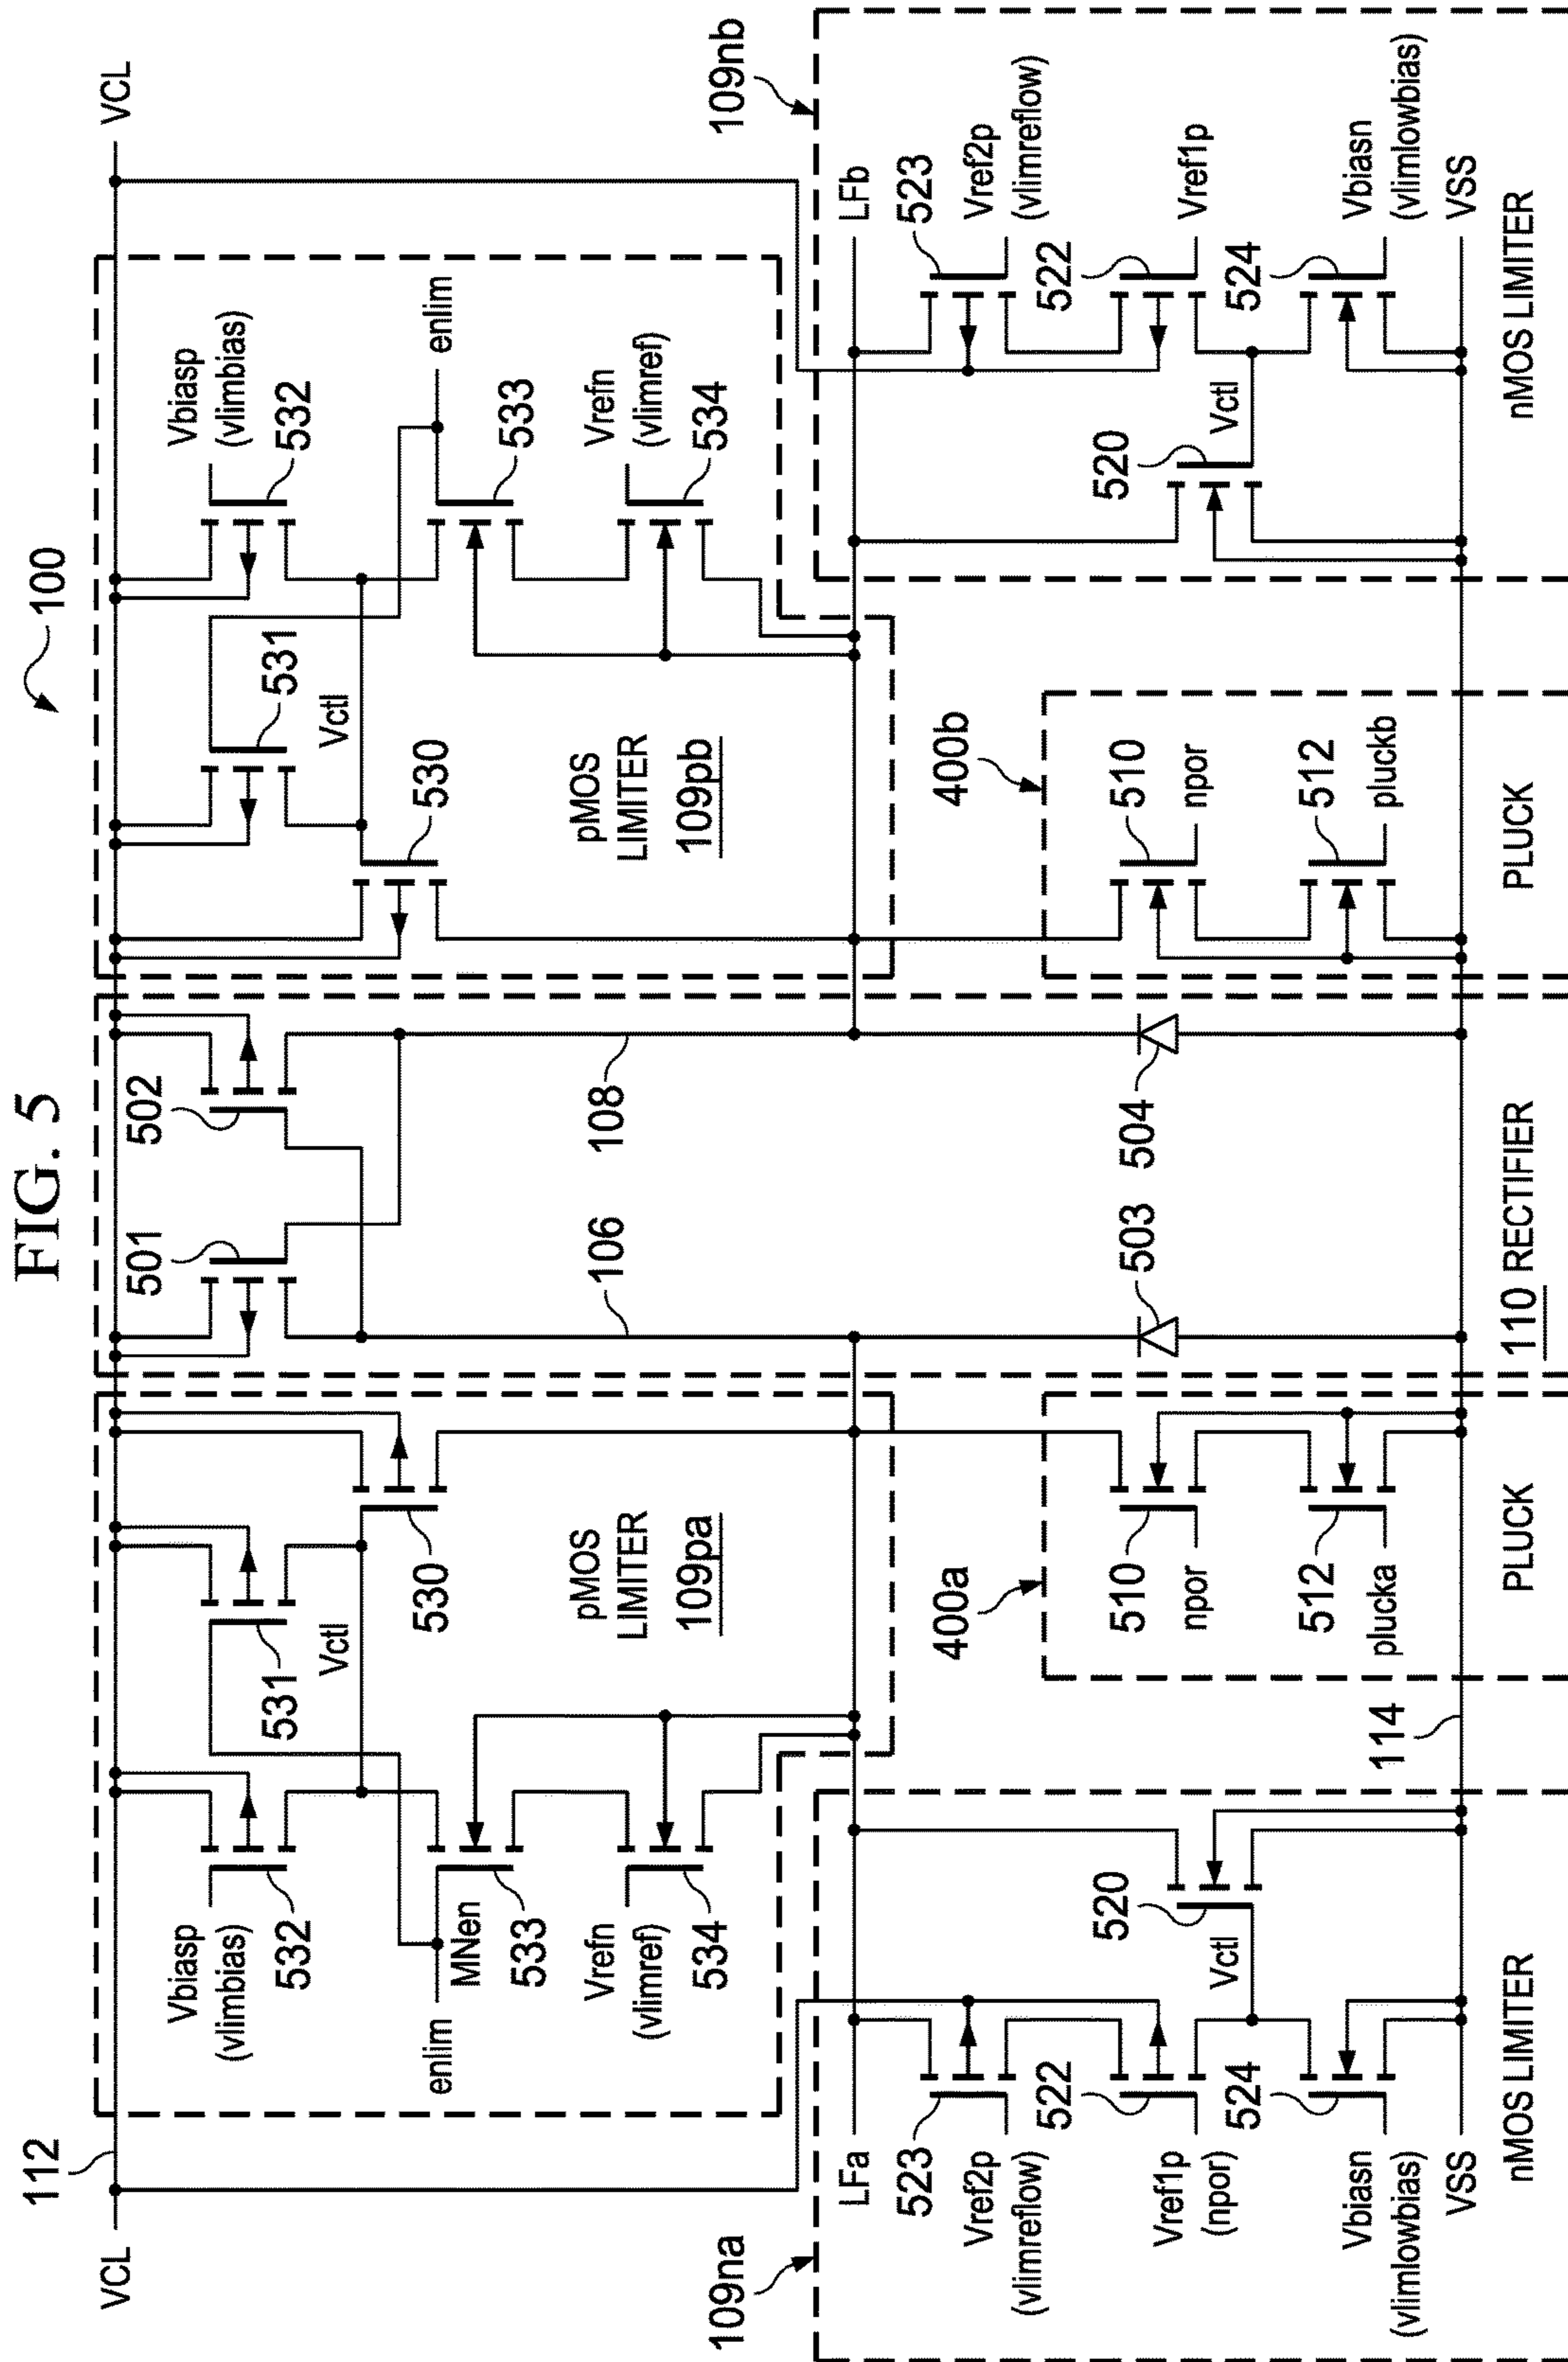 FIG. 5
100
112
VCL
VCL
Vbiasp
(vlimbias)
532
531
Vctl
530
enlim
MNen
533
Vrefn
(vlimref)
534
pMOS
LIMITER
109pa
501
502
106
108
503
504
110 RECTIFIER
531
Vctl
530
Vbiasp
(vlimbias)
532
enlim
533
Vrefn
(vlimref)
534
pMOS
LIMITER
109pb
109na
LFa
523
Vref2p
(vlimreflow)
522
Vref1p
(npor)
524
Vbiasn
(vlimlowbias)
VSS
Vctl
520
nMOS LIMITER
114
400a
510
npor
512
plucka
PLUCK
400b
510
npor
512
pluckb
PLUCK
109nb
LFb
523
Vref2p
(vlimreflow)
522
Vref1p
524
Vbiasn
(vlimlowbias)
VSS
520
Vctl
nMOS LIMITER